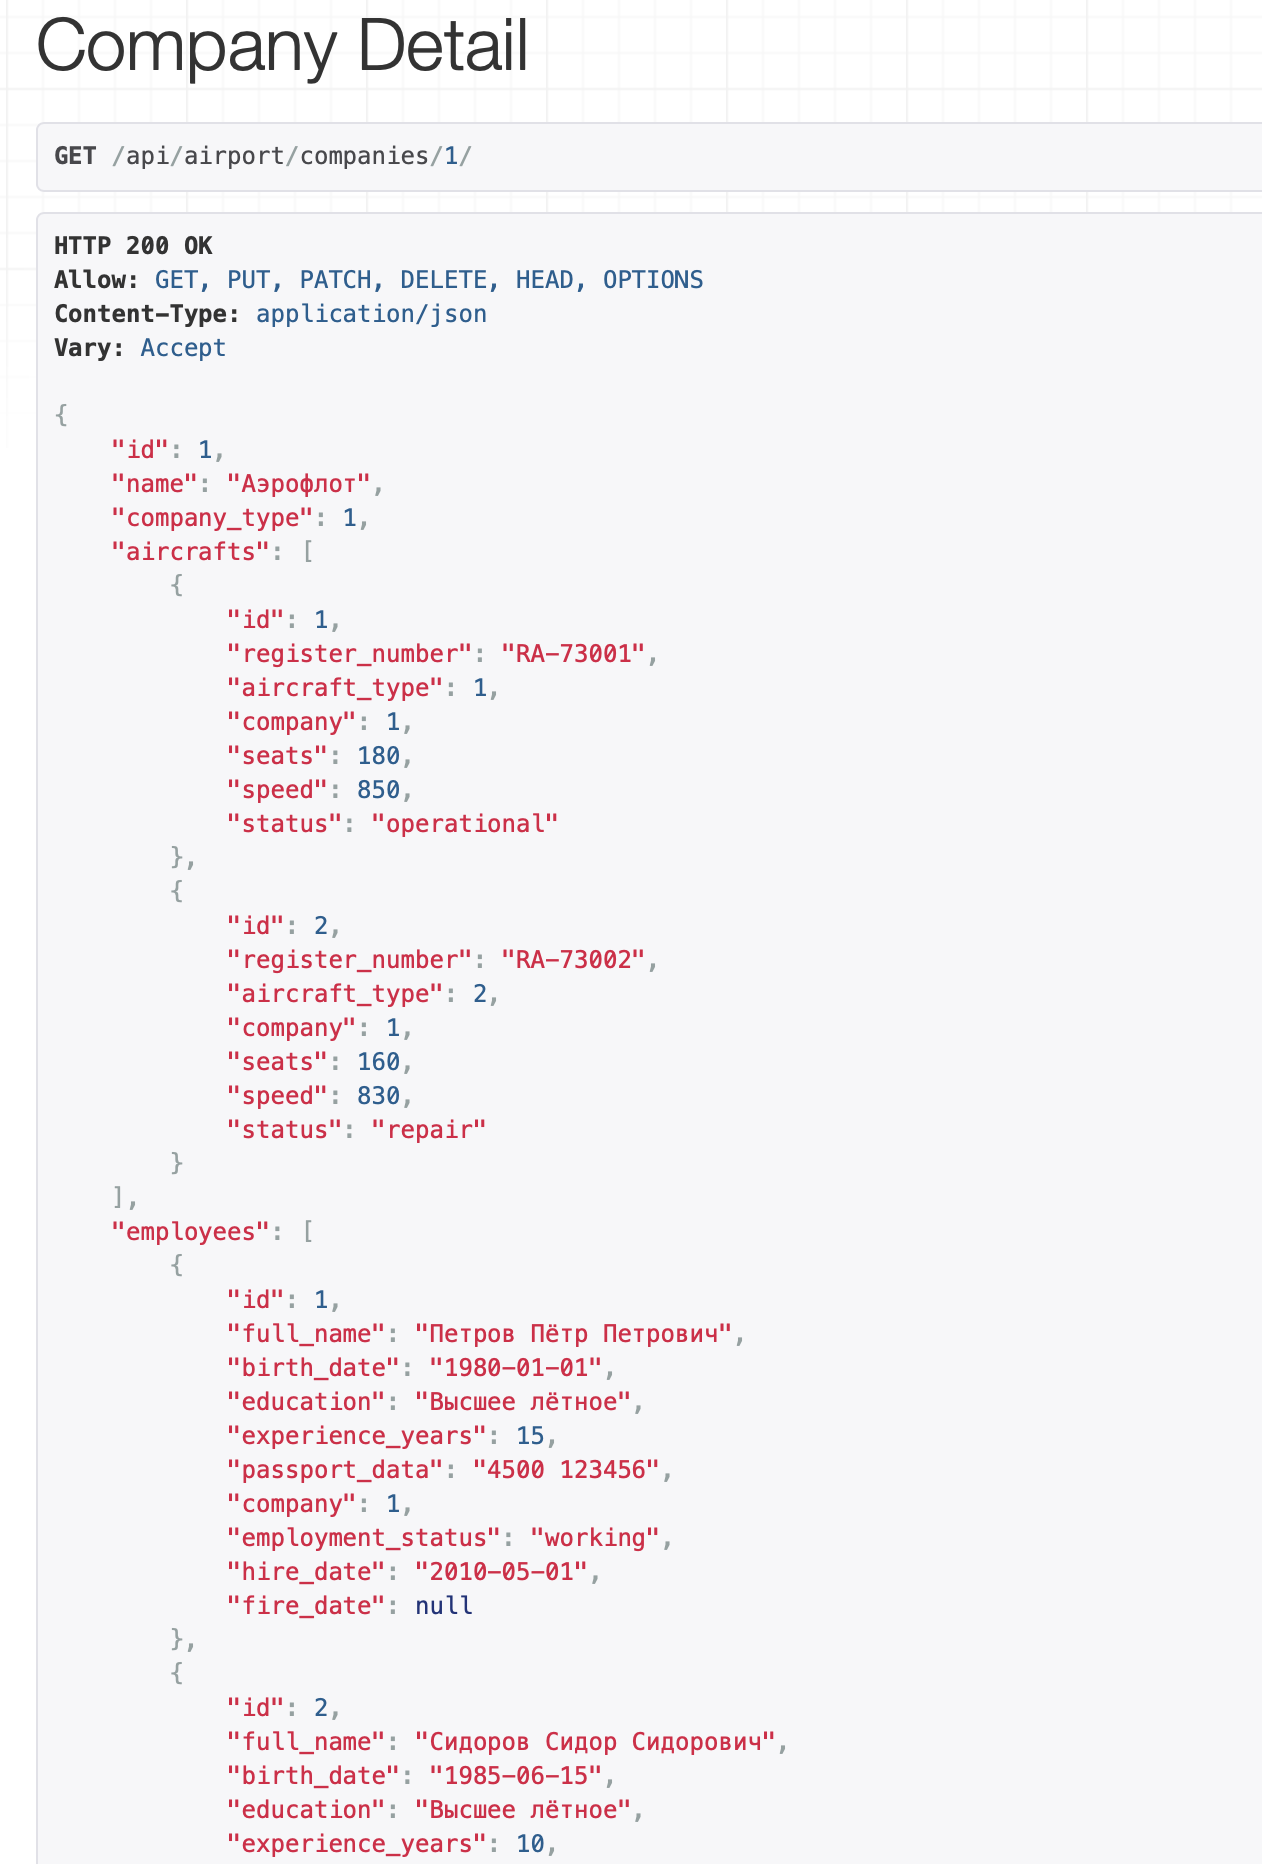 Company Detail
GET /api/airport/companies/1/
HTTP 200 OK
Allow: GET, PUT, PATCH, DELETE, HEAD, OPTIONS
Content-Type: application/json
Vary: Accept
{
    "id": 1,
    "name": "Аэрофлот",
    "company_type": 1,
    "aircrafts": [
        {
            "id": 1,
            "register_number": "RA-73001",
            "aircraft_type": 1,
            "company": 1,
            "seats": 180,
            "speed": 850,
            "status": "operational"
        },
        {
            "id": 2,
            "register_number": "RA-73002",
            "aircraft_type": 2,
            "company": 1,
            "seats": 160,
            "speed": 830,
            "status": "repair"
        }
    ],
    "employees": [
        {
            "id": 1,
            "full_name": "Петров Пётр Петрович",
            "birth_date": "1980-01-01",
            "education": "Высшее лётное",
            "experience_years": 15,
            "passport_data": "4500 123456",
            "company": 1,
            "employment_status": "working",
            "hire_date": "2010-05-01",
            "fire_date": null
        },
        {
            "id": 2,
            "full_name": "Сидоров Сидор Сидорович",
            "birth_date": "1985-06-15",
            "education": "Высшее лётное",
            "experience_years": 10,